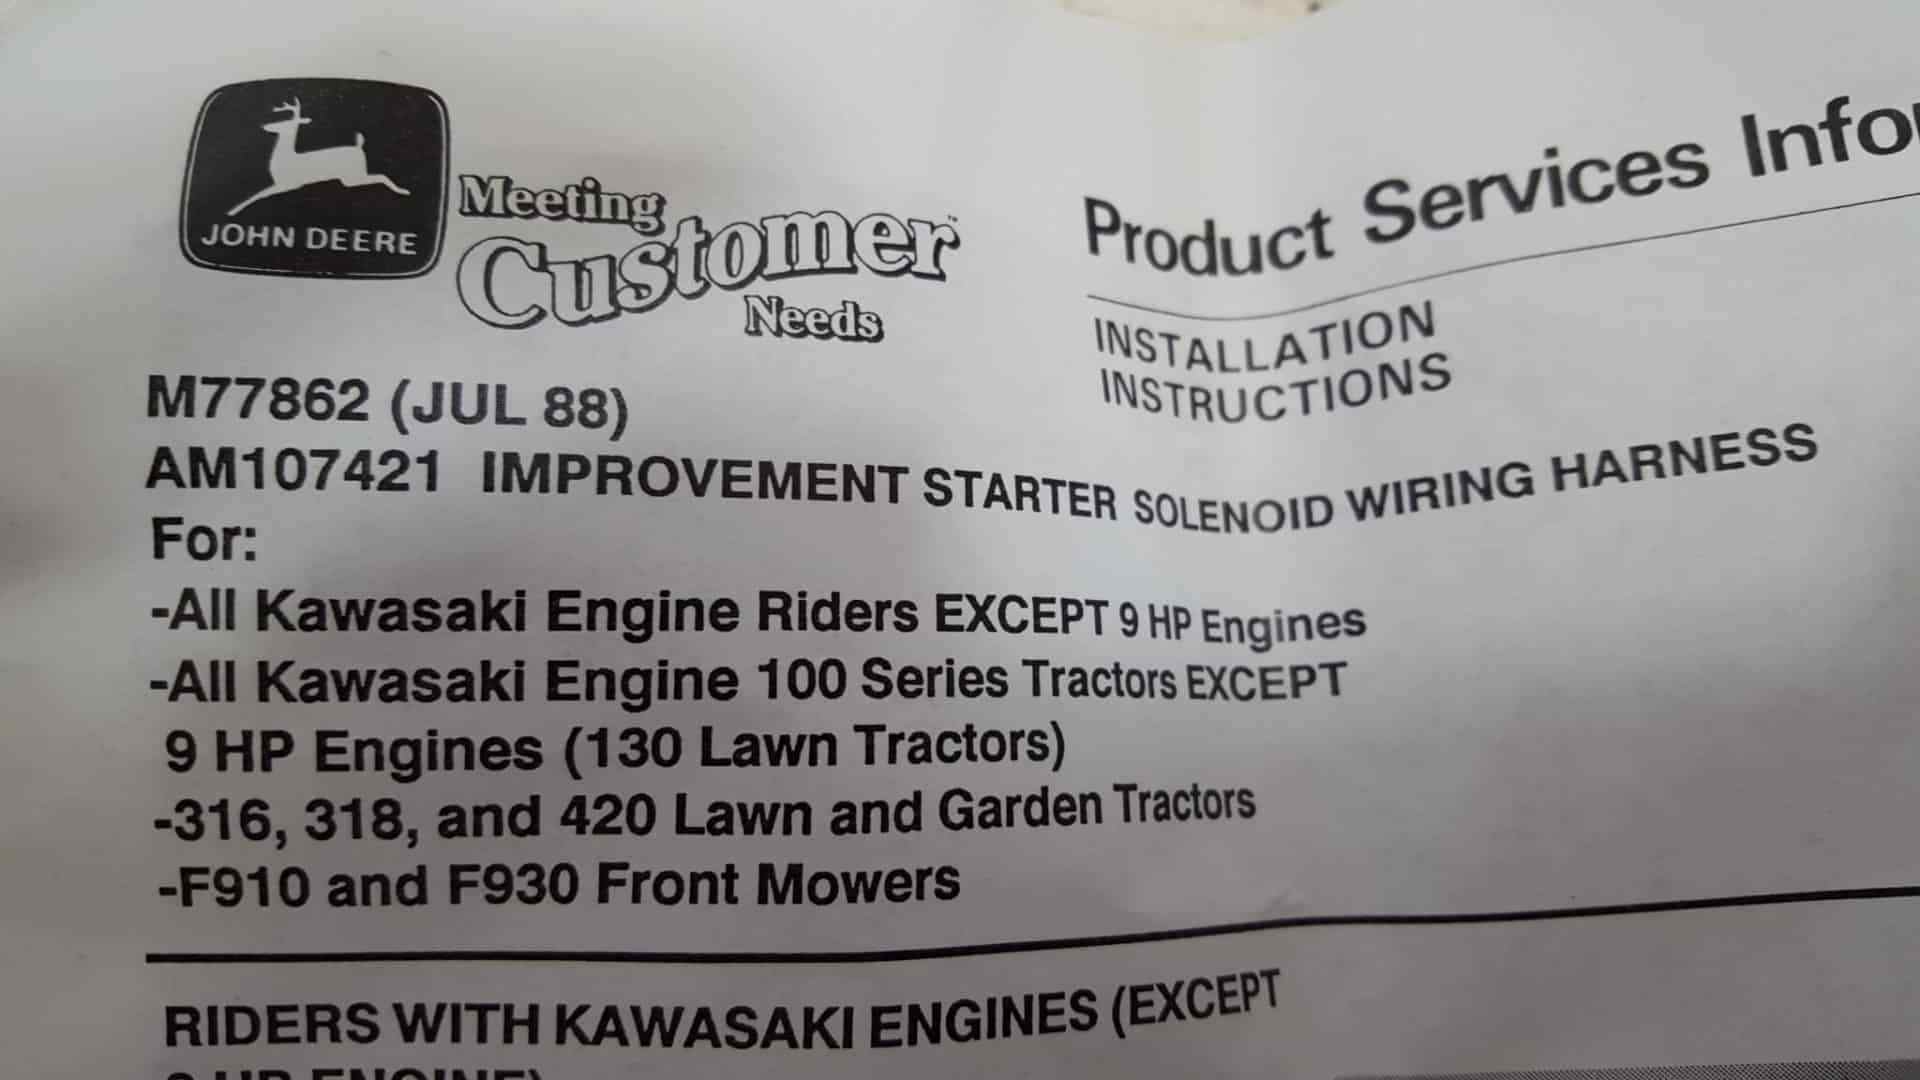 JOHN DEERE
Meeting
Customer™
Needs
Product Services
INSTALLATION
INSTRUCTIONS
M77862 (JUL 88)
AM107421 IMPROVEMENT STARTER SOLENOID WIRING HARNESS
For:
-All Kawasaki Engine Riders EXCEPT 9 HP Engines
-All Kawasaki Engine 100 Series Tractors EXCEPT
9 HP Engines (130 Lawn Tractors)
-316, 318, and 420 Lawn and Garden Tractors
-F910 and F930 Front Mowers
RIDERS WITH KAWASAKI ENGINES (EXCEPT